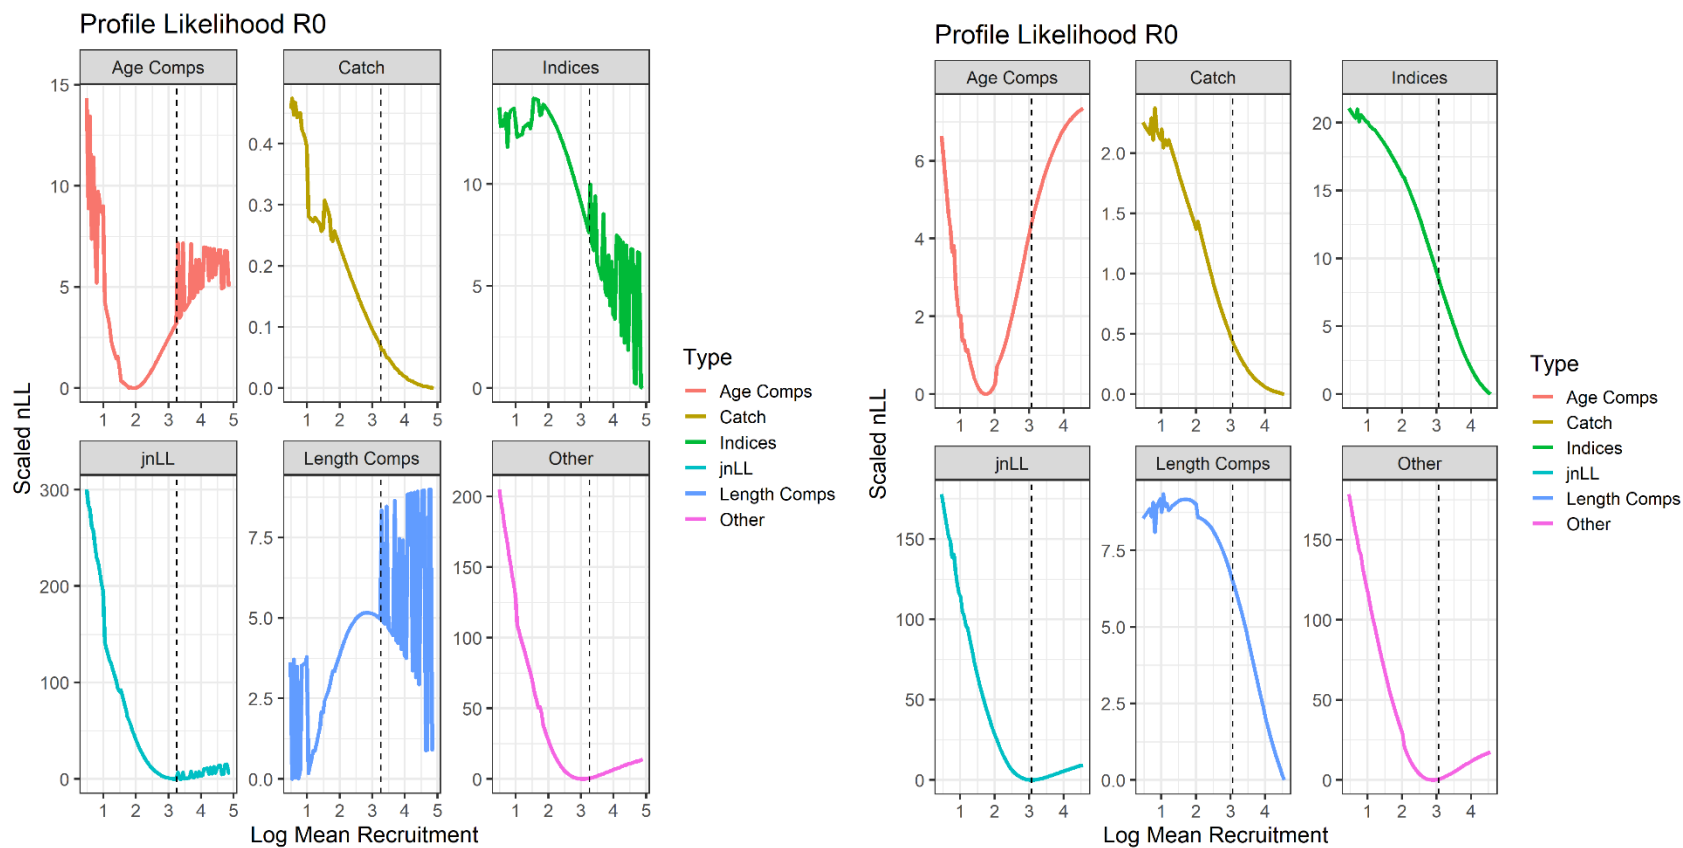 Profile Likelihood R0
Age Comps Catch Indices
15
10
5
0
0.4
0.3
0.2
0.1
0.0
10
5
0
1 2 3 4 5 1 2 3 4 5 1 2 3 4 5
jnLL Length Comps Other
300
200
100
0
7.5
5.0
2.5
0.0
200
150
100
50
0
1 2 3 4 5 1 2 3 4 5 1 2 3 4 5
Scaled nLL
Log Mean Recruitment
Type
Age Comps
Catch
Indices
jnLL
Length Comps
Other
Profile Likelihood R0
Age Comps Catch Indices
6
4
2
0
2.0
1.5
1.0
0.5
0.0
20
15
10
5
0
1 2 3 4 1 2 3 4 1 2 3 4
jnLL Length Comps Other
150
100
50
0
7.5
5.0
2.5
0.0
150
100
50
0
1 2 3 4 1 2 3 4 1 2 3 4
Scaled nLL
Log Mean Recruitment
Type
Age Comps
Catch
Indices
jnLL
Length Comps
Other